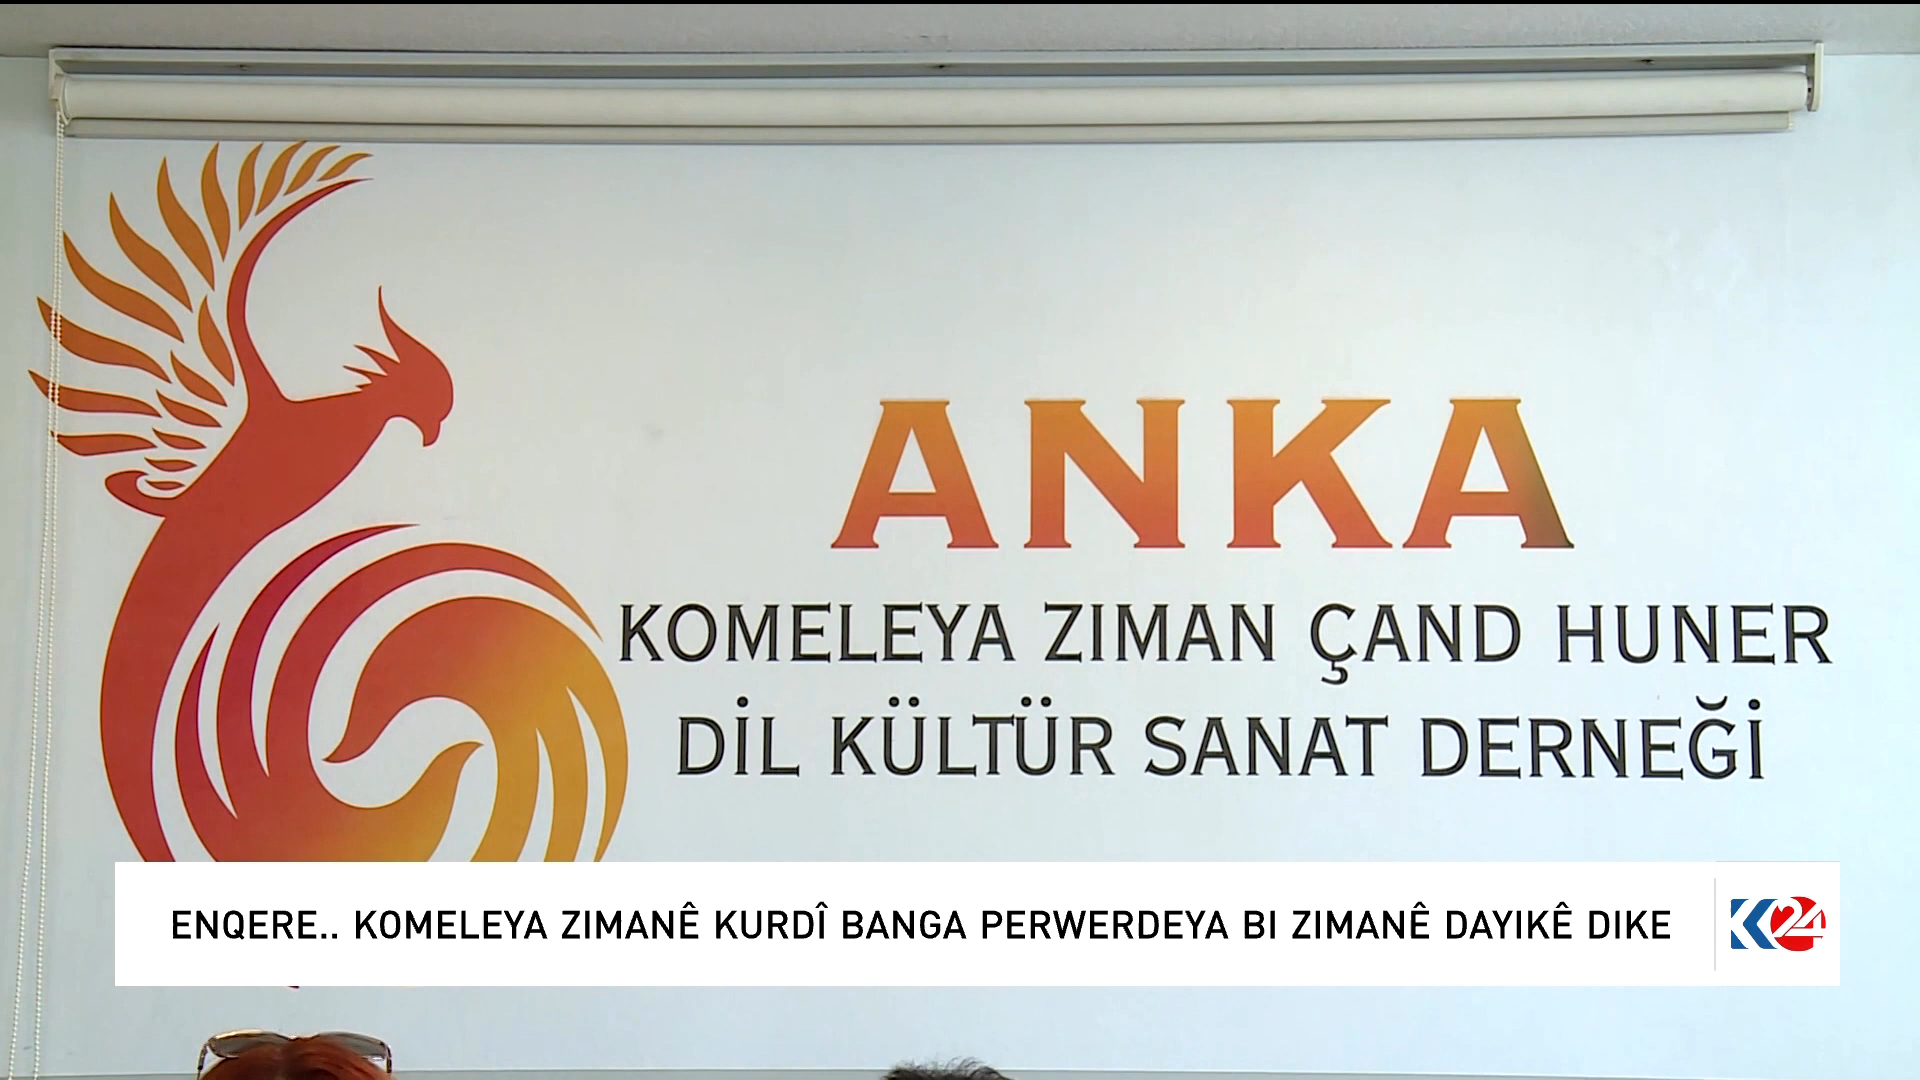 ANKA
KOMELEYA ZIMAN ÇAND HUNER
DİL KÜLTÜR SANAT DERNEĞİ
ENQERE.. KOMELEYA ZIMANÊ KURDÎ BANGA PERWERDEYA BI ZIMANÊ DAYIKÊ DIKE
K24